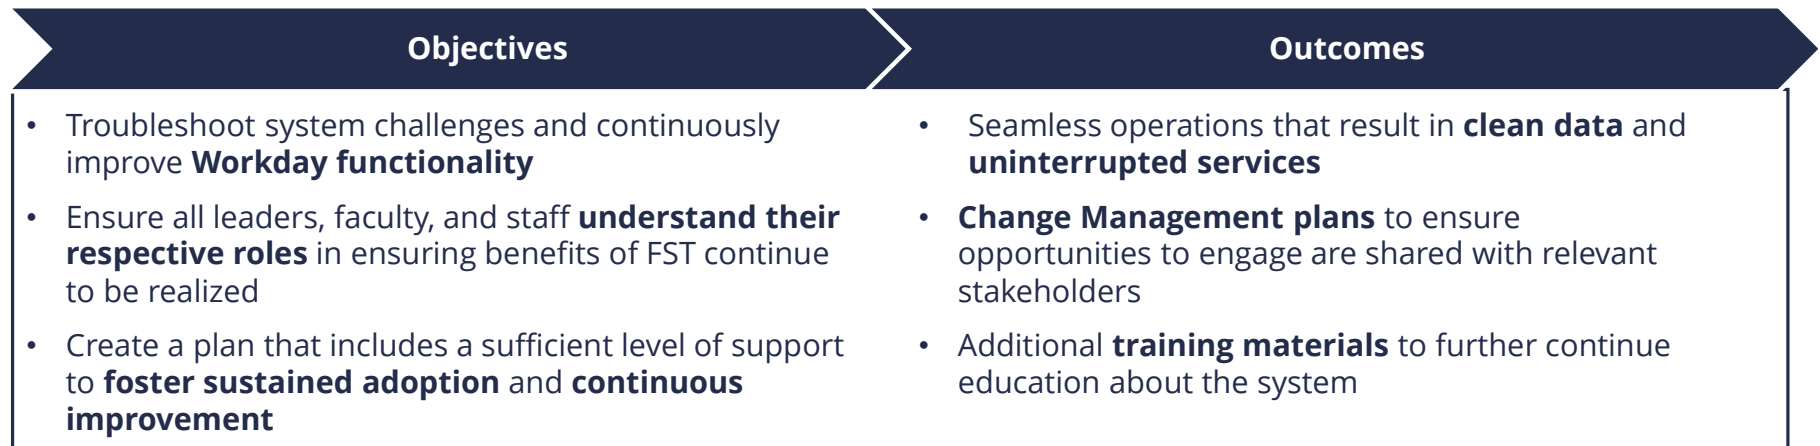 Objectives
Troubleshoot system challenges and continuously
improve Workday functionality
• Ensure all leaders, faculty, and staff understand their
respective roles in ensuring benefits of FST continue
to be realized
• Create a plan that includes a sufficient level of support
to foster sustained adoption and continuous
improvement
Outcomes
• Seamless operations that result in clean data and
uninterrupted services
• Change Management plans to ensure
opportunities to engage are shared with relevant
stakeholders
• Additional training materials to further continue
education about the system